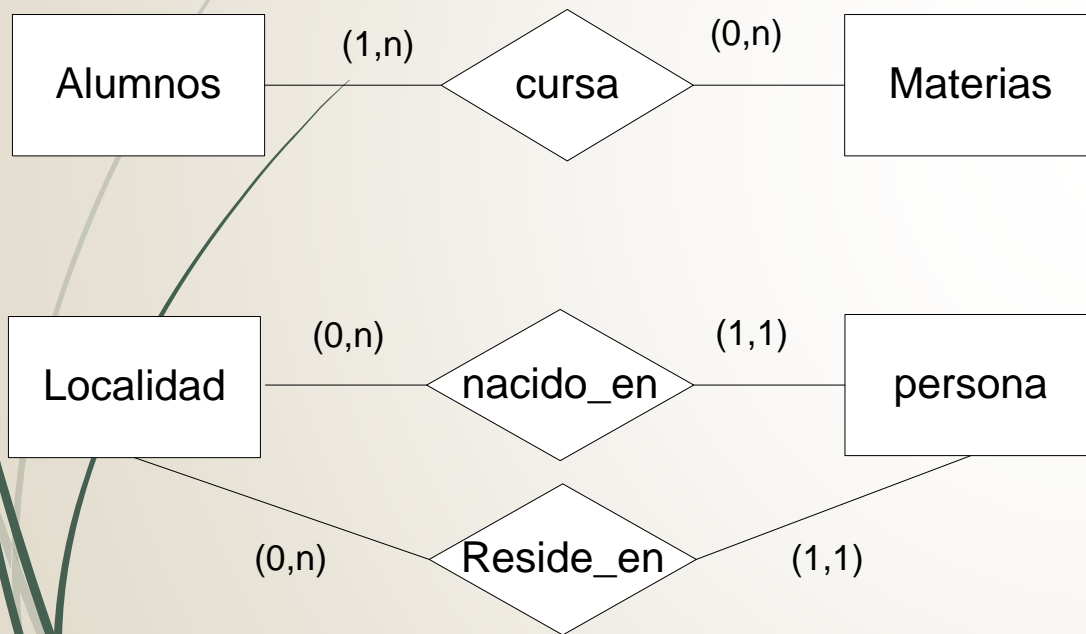 (1,n)
(0,n)
Alumnos
cursa
Materias
(0,n)
(1,1)
Localidad
nacido_en
persona
(0,n)
Reside_en
(1,1)